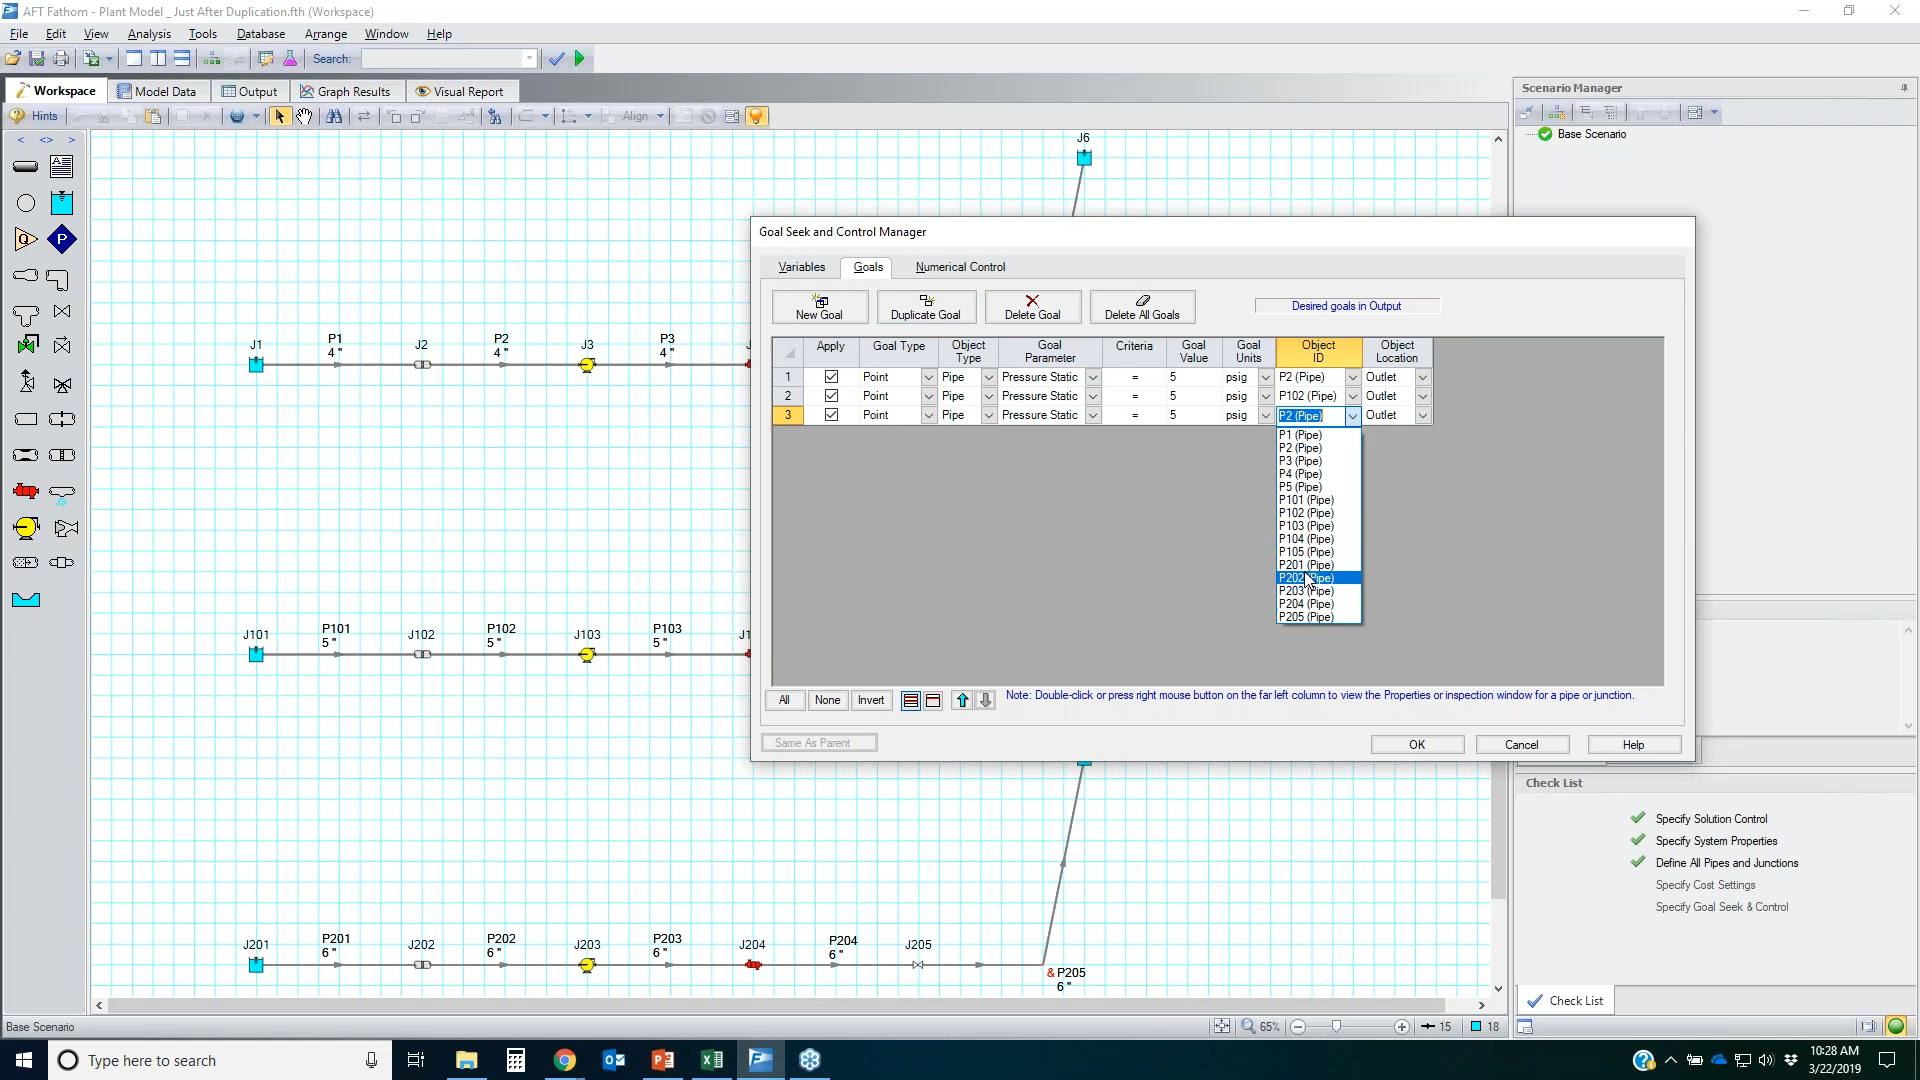 AFT Fathom - Plant Model _ Just After Duplication.fth (Workspace)
File Edit View Analysis Tools Database Arrange Window Help
Search:
Workspace Model Data Output Graph Results Visual Report
Hints
Align
Scenario Manager
Base Scenario
J6
J1
P1
4 "
J2
P2
4 "
J3
P3
4 "
Goal Seek and Control Manager
Variables Goals Numerical Control
New Goal Duplicate Goal Delete Goal Delete All Goals
Desired goals in Output
Apply Goal Type Object Type Goal Parameter Criteria Goal Value Goal Units Object ID Object Location
1 Point Pipe Pressure Static = 5 psig P2 (Pipe) Outlet
2 Point Pipe Pressure Static = 5 psig P102 (Pipe) Outlet
3 Point Pipe Pressure Static = 5 psig P2 (Pipe) Outlet
P1 (Pipe)
P2 (Pipe)
P3 (Pipe)
P4 (Pipe)
P5 (Pipe)
P101 (Pipe)
P102 (Pipe)
P103 (Pipe)
P104 (Pipe)
P105 (Pipe)
P201 (Pipe)
P202 (Pipe)
P203 (Pipe)
P204 (Pipe)
P205 (Pipe)
All None Invert
Note: Double-click or press right mouse button on the far left column to view the Properties or inspection window for a pipe or junction.
Same As Parent
OK Cancel Help
J101
P101
5 "
J102
P102
5 "
J103
P103
5 "
J201
P201
6 "
J202
P202
6 "
J203
P203
6 "
J204
P204
6 "
J205
& P205
6 "
Check List
Specify Solution Control
Specify System Properties
Define All Pipes and Junctions
Specify Cost Settings
Specify Goal Seek & Control
Check List
Base Scenario
65%
15
18
Type here to search
10:28 AM
3/22/2019